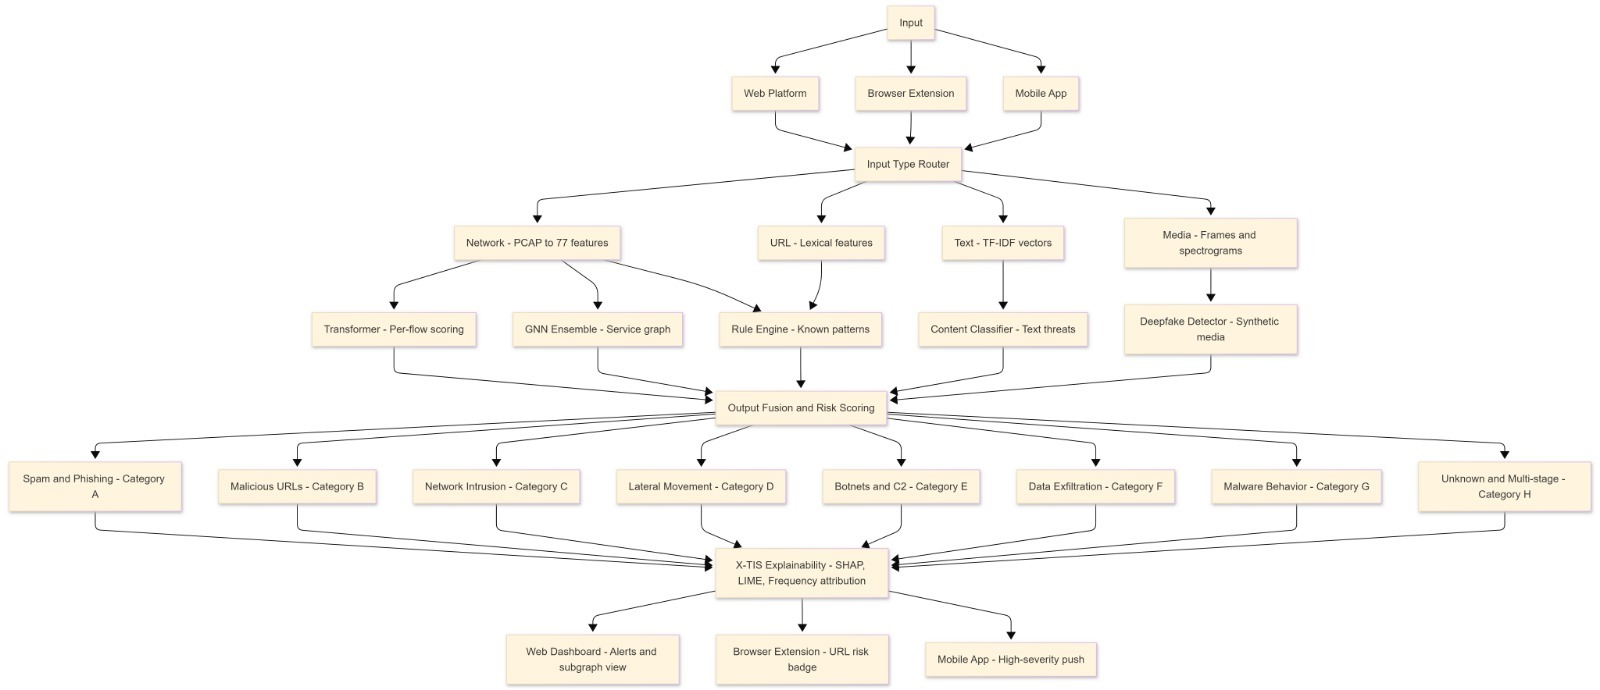 Input
Web Platform
Browser Extension
Mobile App
Input Type Router
Network - PCAP to 77 features
URL - Lexical features
Text - TF-IDF vectors
Media - Frames and
spectrograms
Transformer - Per-flow scoring
GNN Ensemble - Service graph
Rule Engine - Known patterns
Content Classifier - Text threats
Deepfake Detector - Synthetic
media
Output Fusion and Risk Scoring
Spam and Phishing - Category
A
Malicious URLs - Category B
Network Intrusion - Category C
Lateral Movement - Category D
Botnets and C2 - Category E
Data Exfiltration - Category F
Malware Behavior - Category G
Unknown and Multi-stage -
Category H
X-TIS Explainability - SHAP,
LIME, Frequency attribution
Web Dashboard - Alerts and
subgraph view
Browser Extension - URL risk
badge
Mobile App - High-severity push